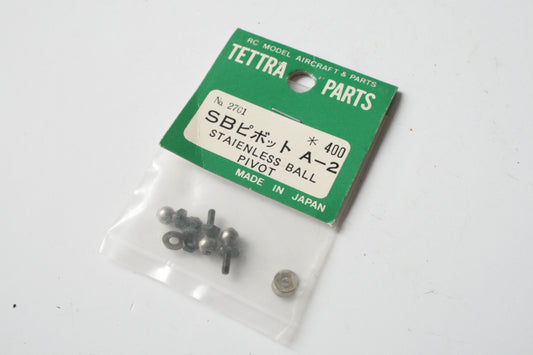 RC MODEL AIRCRAFT & PARTS
TETTRA PARTS
No. 2701
SBピボット A-2 * 400
STAIENLESS BALL
PIVOT
MADE IN JAPAN